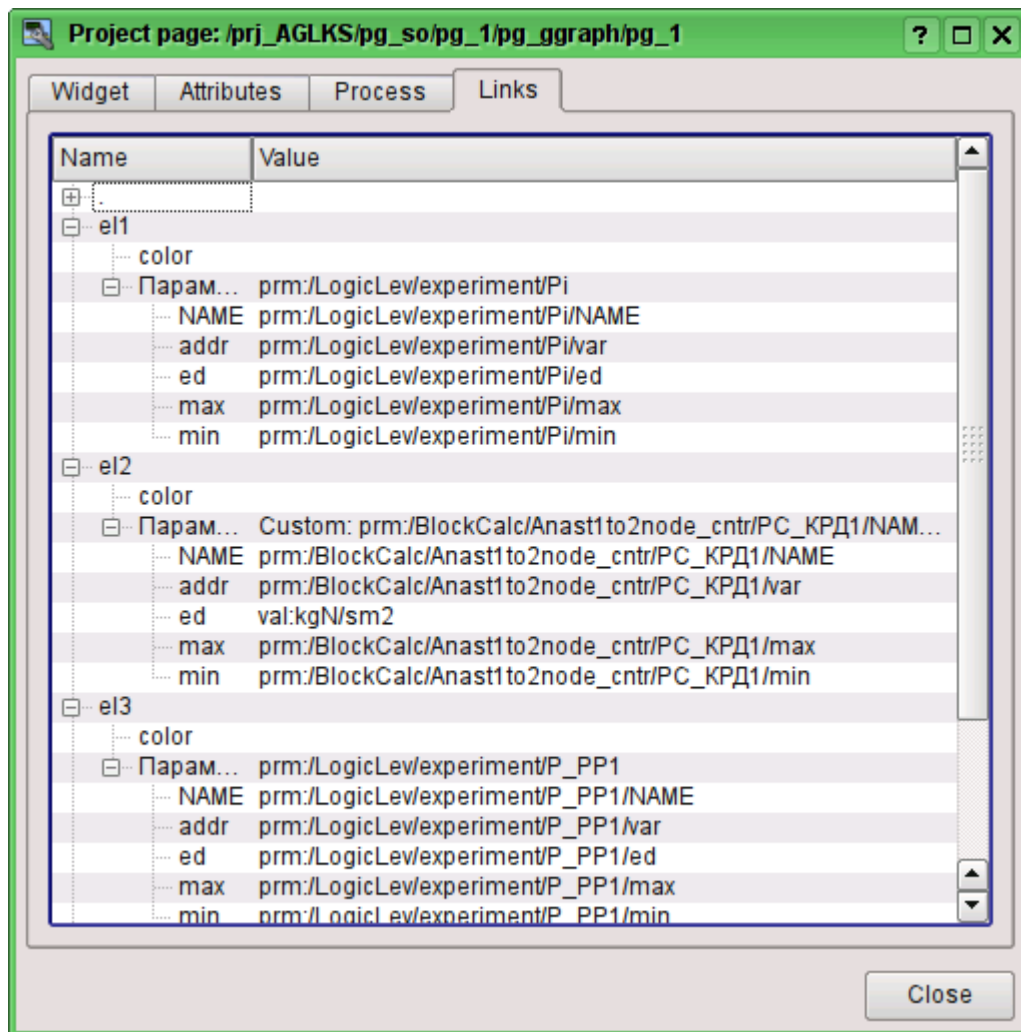 Project page: /prj_AGLKS/pg_so/pg_1/pg_ggraph/pg_1
Widget Attributes Process Links
Name Value
.
el1
color
Парам... prm:/LogicLev/experiment/Pi
NAME prm:/LogicLev/experiment/Pi/NAME
addr prm:/LogicLev/experiment/Pi/var
ed prm:/LogicLev/experiment/Pi/ed
max prm:/LogicLev/experiment/Pi/max
min prm:/LogicLev/experiment/Pi/min
el2
color
Парам... Custom: prm:/BlockCalc/Anast1to2node_cntr/PC_КРД1/NAM...
NAME prm:/BlockCalc/Anast1to2node_cntr/PC_КРД1/NAME
addr prm:/BlockCalc/Anast1to2node_cntr/PC_КРД1/var
ed val:kgN/sm2
max prm:/BlockCalc/Anast1to2node_cntr/PC_КРД1/max
min prm:/BlockCalc/Anast1to2node_cntr/PC_КРД1/min
el3
color
Парам... prm:/LogicLev/experiment/P_PP1
NAME prm:/LogicLev/experiment/P_PP1/NAME
addr prm:/LogicLev/experiment/P_PP1/var
ed prm:/LogicLev/experiment/P_PP1/ed
max prm:/LogicLev/experiment/P_PP1/max
min prm:/LogicLev/experiment/P_PP1/min
Close